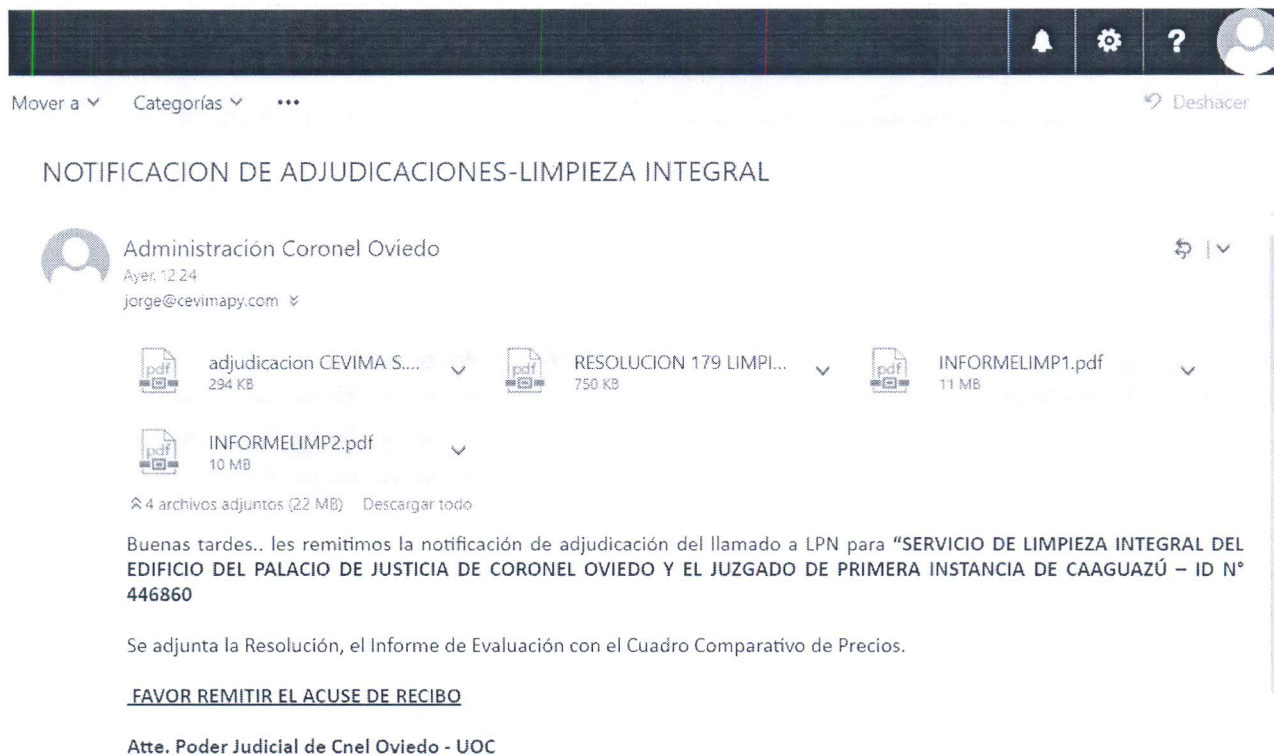 ?
Mover a Categorías ••• Deshacer
NOTIFICACION DE ADJUDICACIONES-LIMPIEZA INTEGRAL
Administración Coronel Oviedo
Ayer, 12:24
jorge@cevimapy.com
pdf adjudicacion CEVIMA S.... pdf RESOLUCION 179 LIMPI... pdf INFORMELIMP1.pdf
294 KB 750 KB 11 MB
pdf INFORMELIMP2.pdf
10 MB
4 archivos adjuntos (22 MB) Descargar todo
Buenas tardes.. les remitimos la notificación de adjudicación del llamado a LPN para “SERVICIO DE LIMPIEZA INTEGRAL DEL
EDIFICIO DEL PALACIO DE JUSTICIA DE CORONEL OVIEDO Y EL JUZGADO DE PRIMERA INSTANCIA DE CAAGUAZÚ – ID N°
446860
Se adjunta la Resolución, el Informe de Evaluación con el Cuadro Comparativo de Precios.
FAVOR REMITIR EL ACUSE DE RECIBO
Atte. Poder Judicial de Cnel Oviedo - UOC